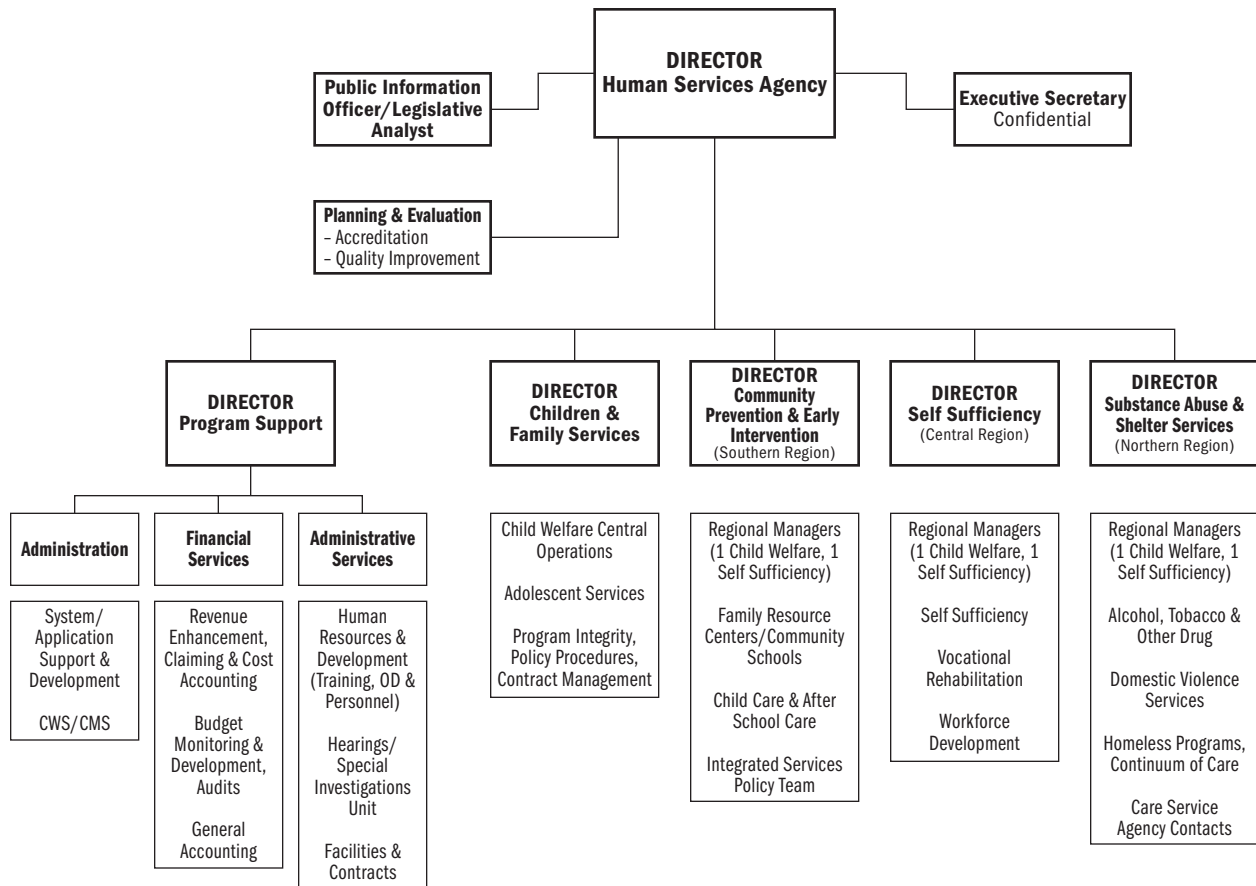 DIRECTOR
Human Services Agency
Public Information
Officer/Legislative
Analyst
Executive Secretary
Confidential
Planning & Evaluation
– Accreditation
– Quality Improvement
DIRECTOR
Program Support
DIRECTOR
Children &
Family Services
DIRECTOR
Community
Prevention & Early
Intervention
(Southern Region)
DIRECTOR
Self Sufficiency
(Central Region)
DIRECTOR
Substance Abuse &
Shelter Services
(Northern Region)
Administration
Financial
Services
Administrative
Services
System/
Application
Support &
Development
CWS/CMS
Revenue
Enhancement,
Claiming & Cost
Accounting
Budget
Monitoring &
Development,
Audits
General
Accounting
Human
Resources &
Development
(Training, OD &
Personnel)
Hearings/
Special
Investigations
Unit
Facilities &
Contracts
Child Welfare Central
Operations
Adolescent Services
Program Integrity,
Policy Procedures,
Contract Management
Regional Managers
(1 Child Welfare, 1
Self Sufficiency)
Family Resource
Centers/Community
Schools
Child Care & After
School Care
Integrated Services
Policy Team
Regional Managers
(1 Child Welfare, 1
Self Sufficiency)
Self Sufficiency
Vocational
Rehabilitation
Workforce
Development
Regional Managers
(1 Child Welfare, 1
Self Sufficiency)
Alcohol, Tobacco &
Other Drug
Domestic Violence
Services
Homeless Programs,
Continuum of Care
Care Service
Agency Contacts